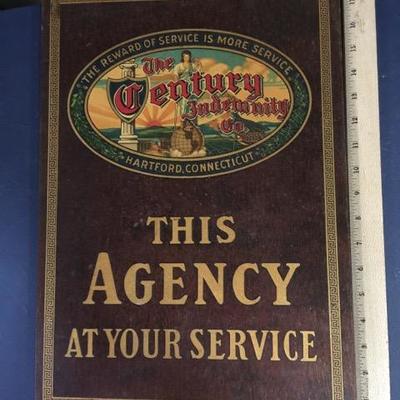 THE REWARD OF SERVICE IS MORE SERVICE
The
Century
Indemnity
Co.
HARTFORD, CONNECTICUT
THIS
AGENCY
AT YOUR SERVICE